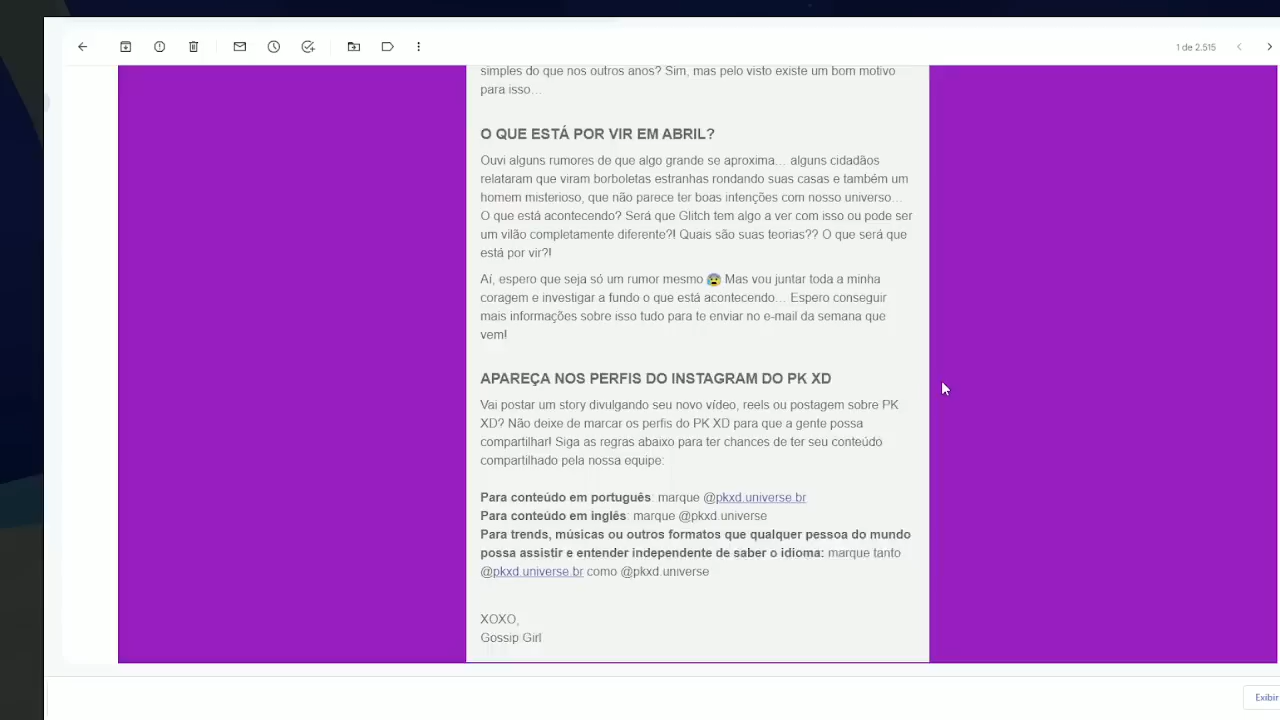 1 de 2.515
simples do que nos outros anos? Sim, mas pelo visto existe um bom motivo
para isso…
O QUE ESTÁ POR VIR EM ABRIL?
Ouvi alguns rumores de que algo grande se aproxima… alguns cidadãos
relataram que viram borboletas estranhas rondando suas casas e também um
homem misterioso, que não parece ter boas intenções com nosso universo…
O que está acontecendo? Será que Glitch tem algo a ver com isso ou pode ser
um vilão completamente diferente?! Quais são suas teorias?? O que será que
está por vir?!
Aí, espero que seja só um rumor mesmo 😰 Mas vou juntar toda a minha
coragem e investigar a fundo o que está acontecendo… Espero conseguir
mais informações sobre isso tudo para te enviar no e-mail da semana que
vem!
APAREÇA NOS PERFIS DO INSTAGRAM DO PK XD
Vai postar um story divulgando seu novo vídeo, reels ou postagem sobre PK
XD? Não deixe de marcar os perfis do PK XD para que a gente possa
compartilhar! Siga as regras abaixo para ter chances de ter seu conteúdo
compartilhado pela nossa equipe:
Para conteúdo em português: marque @pkxd.universe.br
Para conteúdo em inglês: marque @pkxd.universe
Para trends, músicas ou outros formatos que qualquer pessoa do mundo
possa assistir e entender independente de saber o idioma: marque tanto
@pkxd.universe.br como @pkxd.universe
XOXO,
Gossip Girl
Exibir